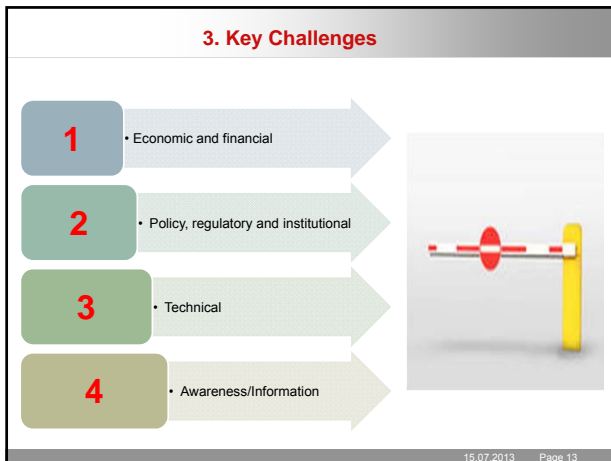 3. Key Challenges
1
• Economic and financial
2
• Policy, regulatory and institutional
3
• Technical
4
• Awareness/Information
15.07.2013 Page 13